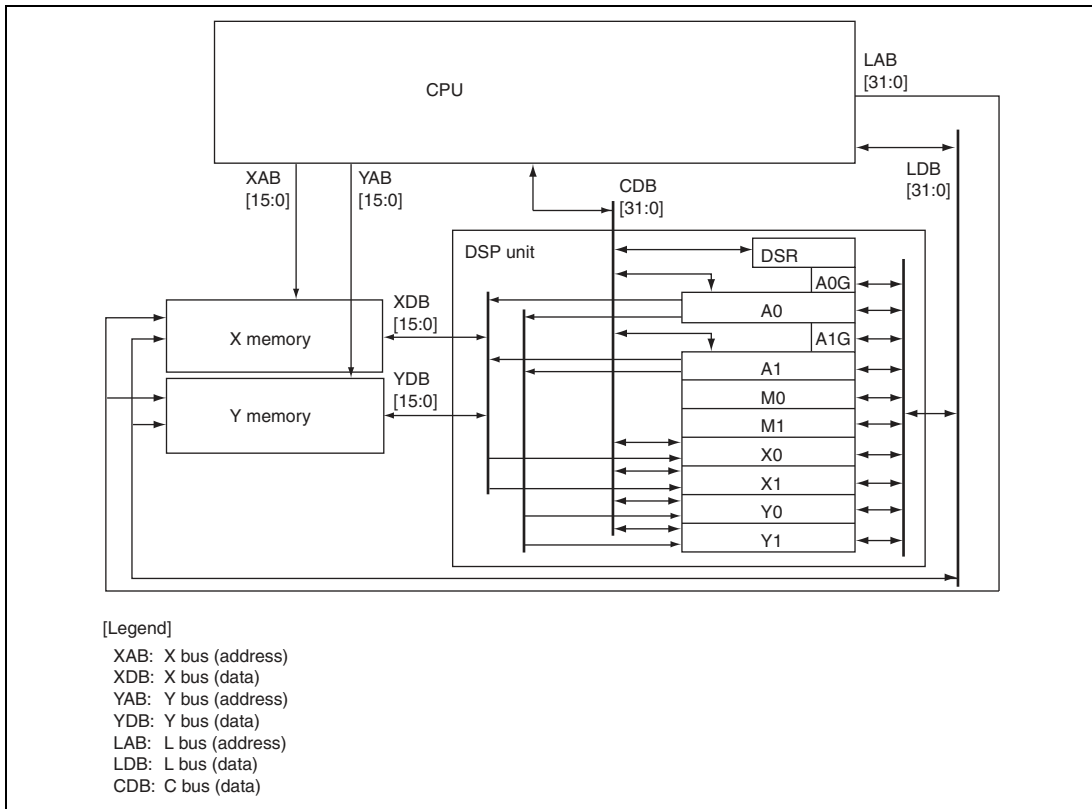 CPU
LAB
[31:0]
LDB
[31:0]
XAB
[15:0]
YAB
[15:0]
CDB
[31:0]
DSP unit
DSR
A0G
A0
A1G
A1
M0
M1
X0
X1
Y0
Y1
XDB
[15:0]
X memory
YDB
[15:0]
Y memory
[Legend]
XAB: X bus (address)
XDB: X bus (data)
YAB: Y bus (address)
YDB: Y bus (data)
LAB: L bus (address)
LDB: L bus (data)
CDB: C bus (data)